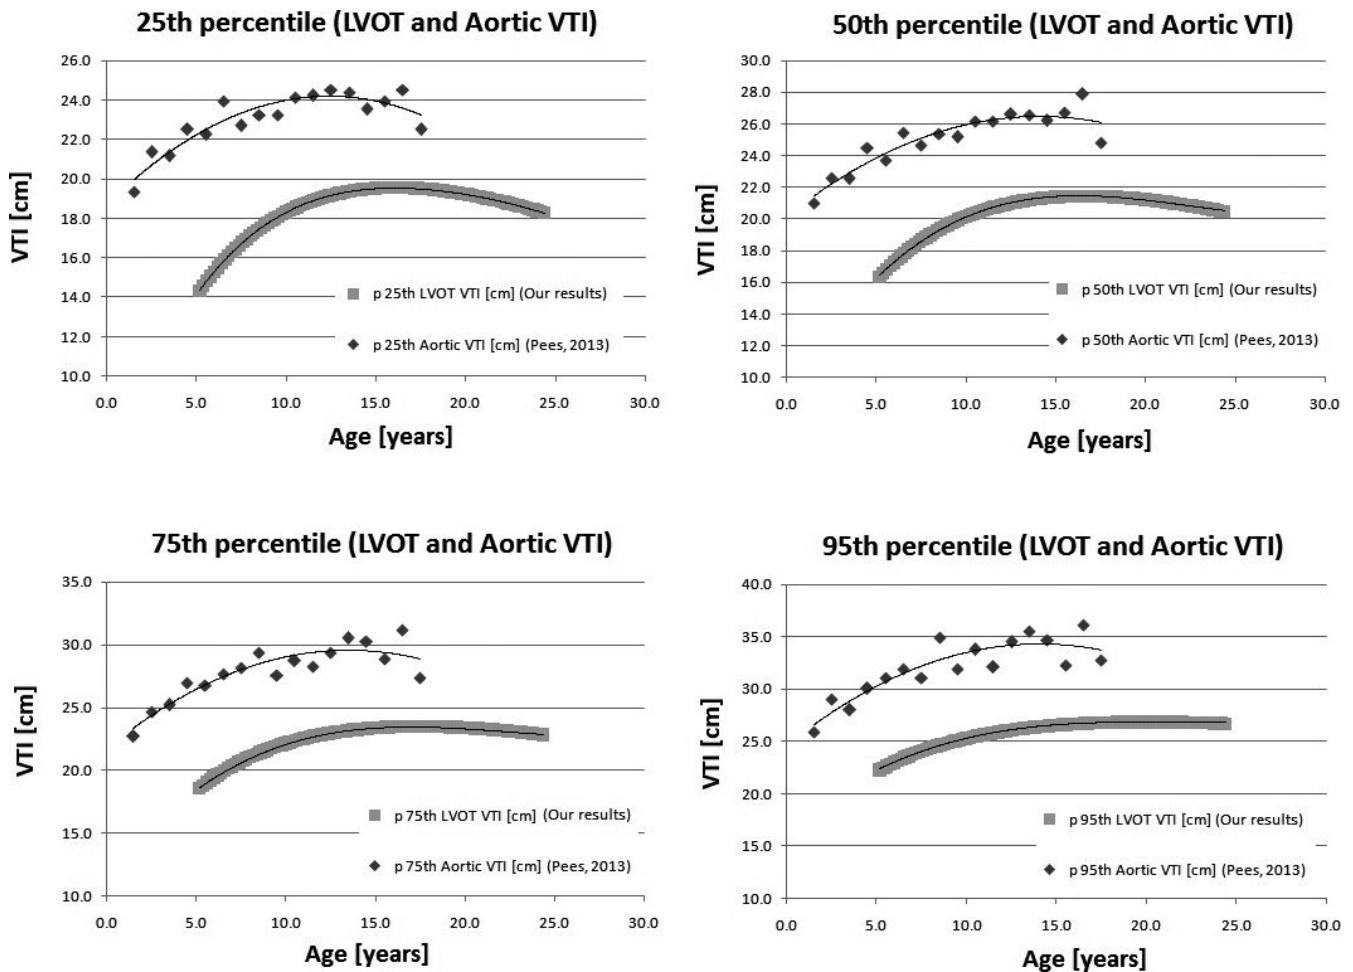 25th percentile (LVOT and Aortic VTI)
26.0
24.0
22.0
20.0
18.0
16.0
14.0
12.0
10.0
VTI [cm]
p 25th LVOT VTI [cm] (Our results)
p 25th Aortic VTI [cm] (Pees, 2013)
0.0 5.0 10.0 15.0 20.0 25.0 30.0
Age [years]
50th percentile (LVOT and Aortic VTI)
30.0
28.0
26.0
24.0
22.0
20.0
18.0
16.0
14.0
12.0
10.0
VTI [cm]
p 50th LVOT VTI [cm] (Our results)
p 50th Aortic VTI [cm] (Pees, 2013)
0.0 5.0 10.0 15.0 20.0 25.0 30.0
Age [years]
75th percentile (LVOT and Aortic VTI)
35.0
30.0
25.0
20.0
15.0
10.0
VTI [cm]
p 75th LVOT VTI [cm] (Our results)
p 75th Aortic VTI [cm] (Pees, 2013)
0.0 5.0 10.0 15.0 20.0 25.0 30.0
Age [years]
95th percentile (LVOT and Aortic VTI)
40.0
35.0
30.0
25.0
20.0
15.0
10.0
VTI [cm]
p 95th LVOT VTI [cm] (Our results)
p 95th Aortic VTI [cm] (Pees, 2013)
0.0 5.0 10.0 15.0 20.0 25.0 30.0
Age [years]